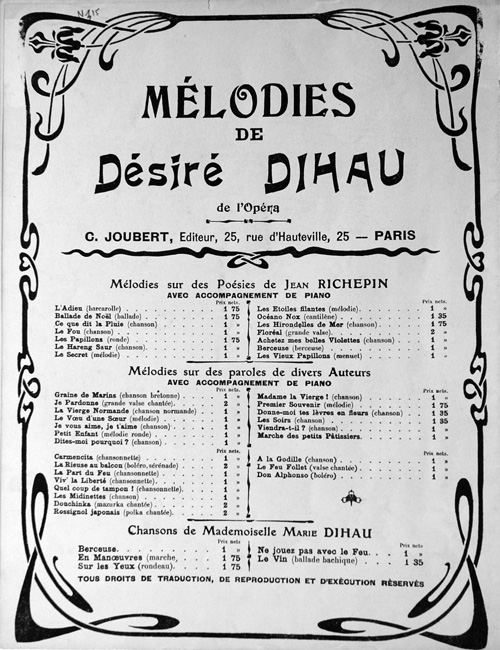 N 815
MÉLODIES
DE
Désiré DIHAU
de l'Opéra
C. JOUBERT, Editeur, 25, rue d'Hauteville, 25 — PARIS
Mélodies sur des Poésies de JEAN RICHEPIN
AVEC ACCOMPAGNEMENT DE PIANO
Prix nets.
L'Adieu (barcarolle) 1 75
Ballade de Noël (ballade) 1 75
Ce que dit la Pluie (chanson) 1 »
Le Fou (chanson) 1 »
Les Papillons (ronde) 1 75
Le Hareng Saur (chanson) 1 »
Le Secret (mélodie) 1 »
Prix nets.
Les Etoiles filantes (mélodie) 1 »
Océano Nox (cantilène) 1 35
Les Hirondelles de Mer (chanson) 1 75
Floréal (grande valse) 2 »
Achetez mes belles Violettes (chanson) 1 »
Berceuse (berceuse) 1 »
Les Vieux Papillons (menuet) 1 »
Mélodies sur des paroles de divers Auteurs
AVEC ACCOMPAGNEMENT DE PIANO
Prix nets.
Graine de Marins (chanson bretonne) 1 »
Je Pardonne (grande valse chantée) 2 »
La Vierge Normande (chanson normande) 1 »
Le Vœu d'une Sœur (mélodie) 1 »
Je vous aime, je t'aime (chanson) 1 »
Petit Enfant (mélodie ronde) 1 »
Dites-moi pourquoi ? (chanson) 1 »
Prix nets.
Madame la Vierge ! (chanson) 1 »
Premier Souvenir (mélodie) 1 75
Donne-moi tes lèvres en fleurs (chanson) 1 35
Les Soirs (chanson) 1 35
Viendra-t-il ? (chanson) 1 »
Marche des petits Pâtissiers. 1 »
Prix nets.
Carmencita (chansonnette) 1 »
La Rieuse au balcon (boléro, sérénade) 2 »
La Part du Feu (chansonnette) 1 »
Viv' la Liberté (chansonnette) 1 »
Quel coup de tampon ! (chansonnette) 1 »
Les Midinettes (chanson) 1 »
Douchinka (mazurka chantée) 2 »
Rossignol japonais (polka chantée) 2 »
Prix nets.
A la Godille (chanson) 1 »
Le Feu Follet (valse chantée) 1 »
Don Alphonso (boléro) 1 »
Chansons de Mademoiselle MARIE DIHAU
Prix nets
Berceuse 1 »
En Manœuvres (marche, 1 75
Sur les Yeux (rondeau). 1 75
Prix nets
Ne jouez pas avec le Feu 1 »
Le Vin (ballade bachique) 1 35
TOUS DROITS DE TRADUCTION, DE REPRODUCTION ET D'EXÉCUTION RÉSERVÉS